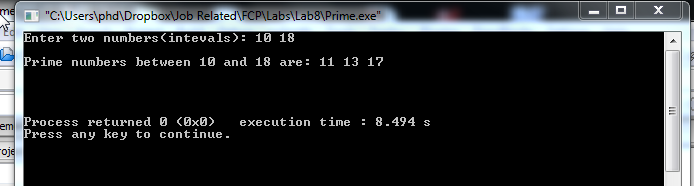 "C:\Users\phd\Dropbox\Job Related\FCP\Labs\Lab8\Prime.exe"
Enter two numbers(intevals): 10 18
Prime numbers between 10 and 18 are: 11 13 17
Process returned 0 (0x0)   execution time : 8.494 s
Press any key to continue.